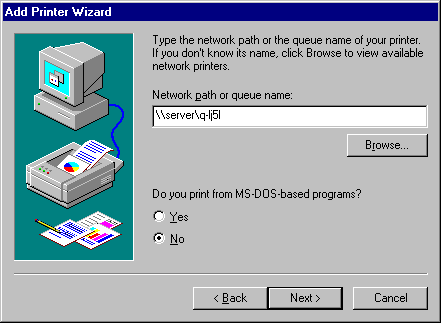 Add Printer Wizard
Type the network path or the queue name of your printer.
If you don't know its name, click Browse to view available
network printers.
Network path or queue name:
\\server\q-lj5l
Browse...
Do you print from MS-DOS-based programs?
Yes
No
< Back
Next >
Cancel